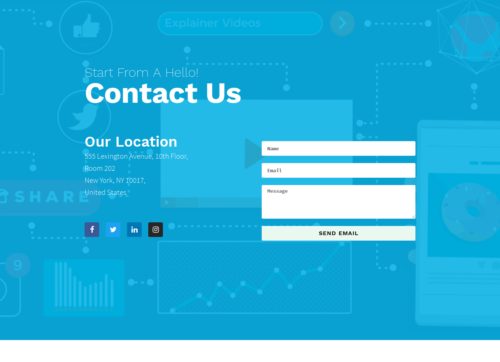 Explainer Videos
Start From A Hello!
Contact Us
Our Location
555 Lexington Avenue, 10th Floor,
Room 202
New York, NY 10017,
United States.
Name
Email
Message
SEND EMAIL
SHARE
9